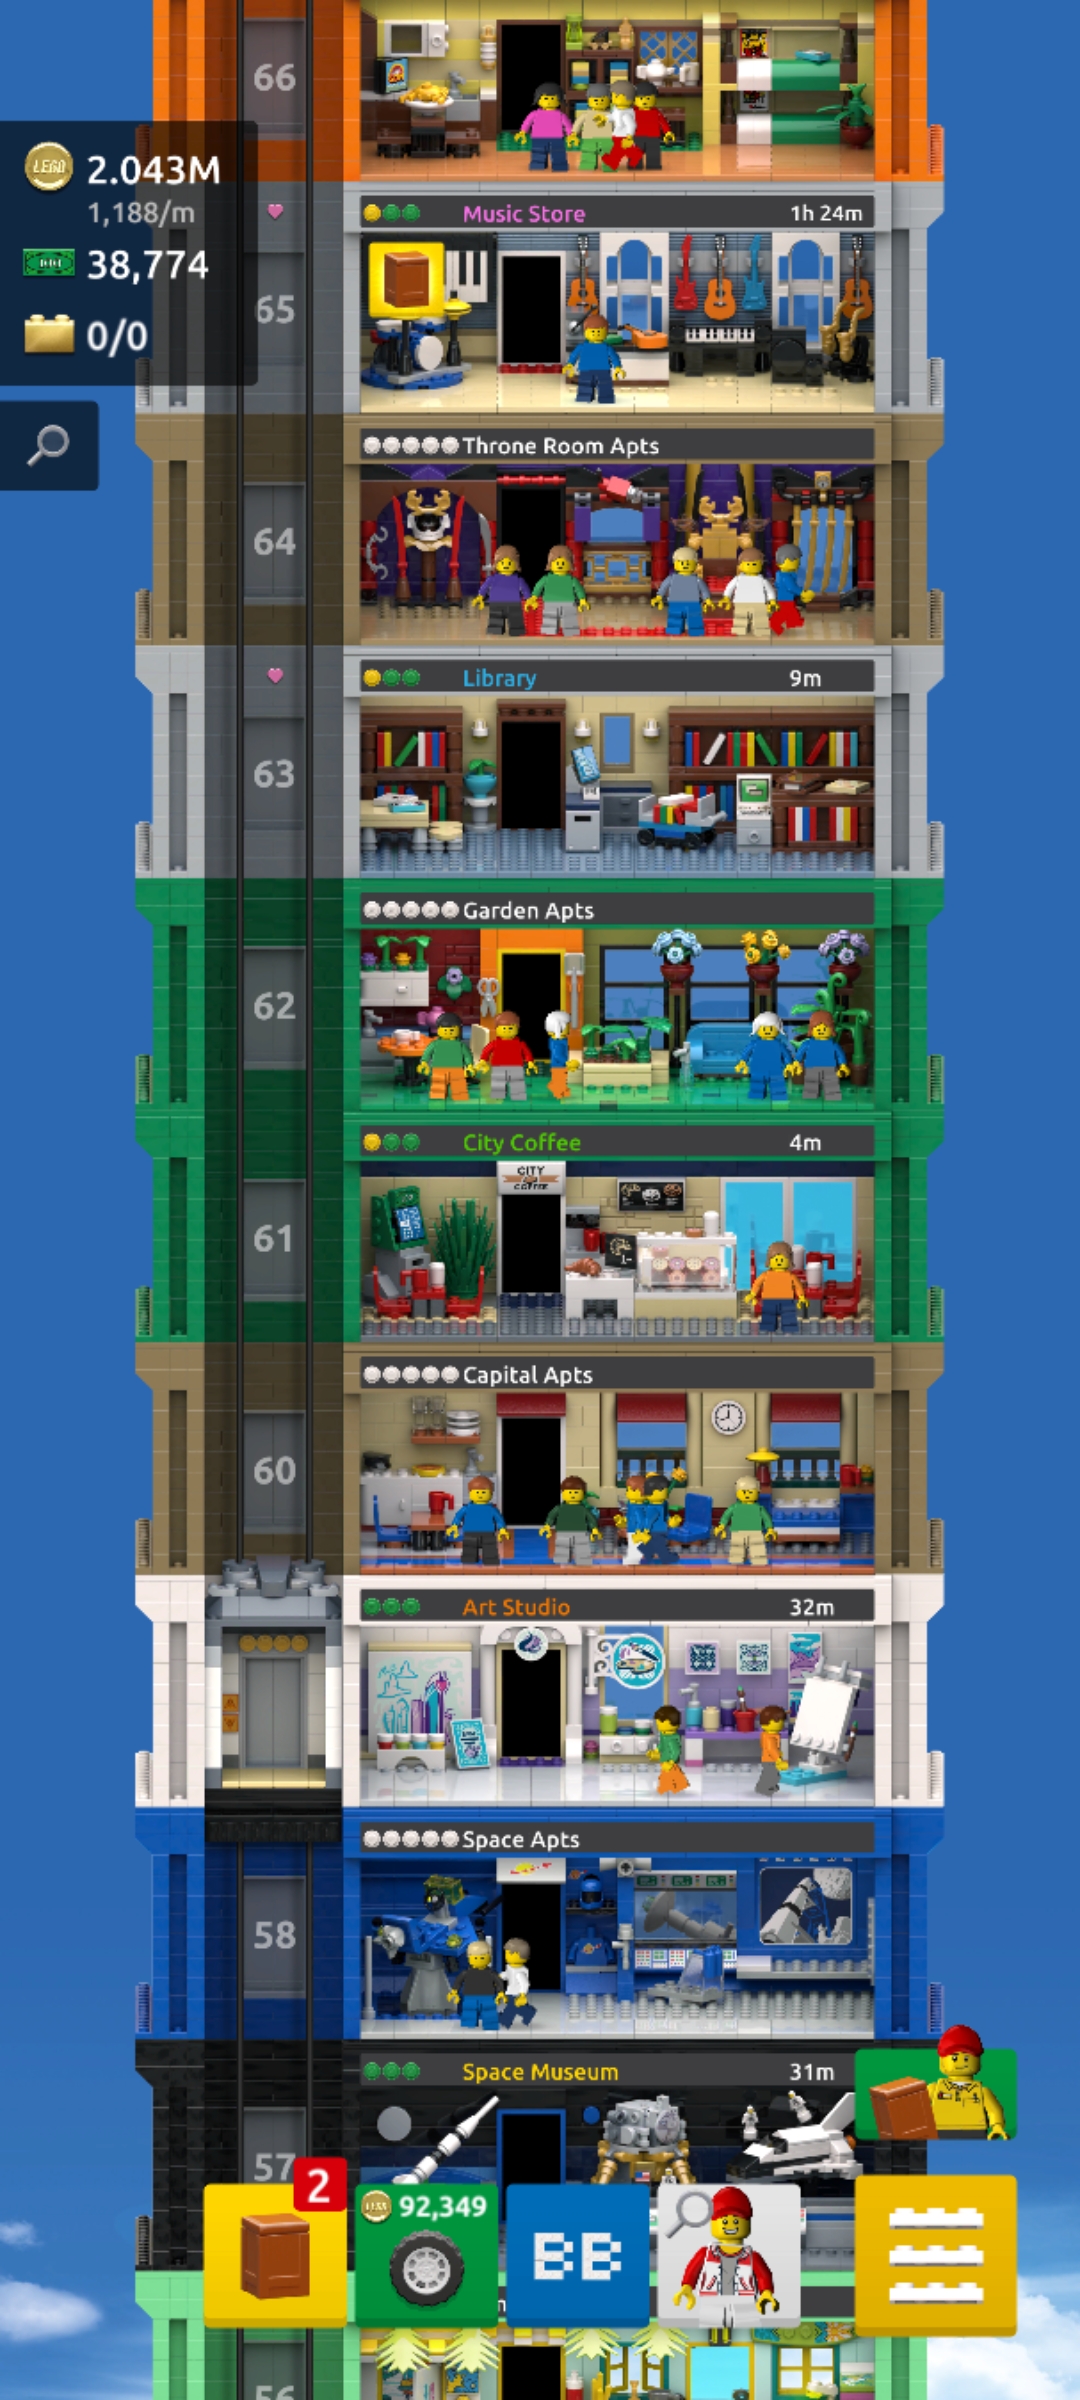 66
LEGO 2.043M
1,188/m
38,774
0/0
Music Store 1h 24m
65
Throne Room Apts
64
Library 9m
63
Garden Apts
62
City Coffee 4m
CITY
COFFEE
61
Capital Apts
60
Art Studio 32m
Space Apts
58
Space Museum 31m
57
2
92,349
BB
56